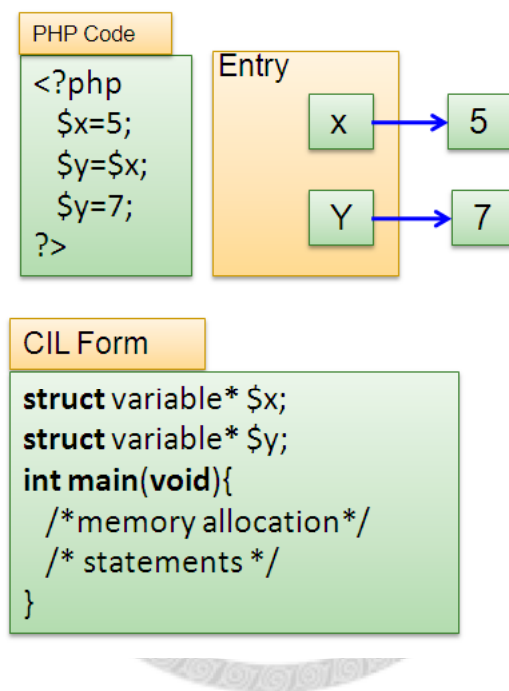 PHP Code
<?php
$x=5;
$y=$x;
$y=7;
?>
Entry
x 5
Y 7
CIL Form
struct variable* $x;
struct variable* $y;
int main(void){
/*memory allocation*/
/* statements */
}